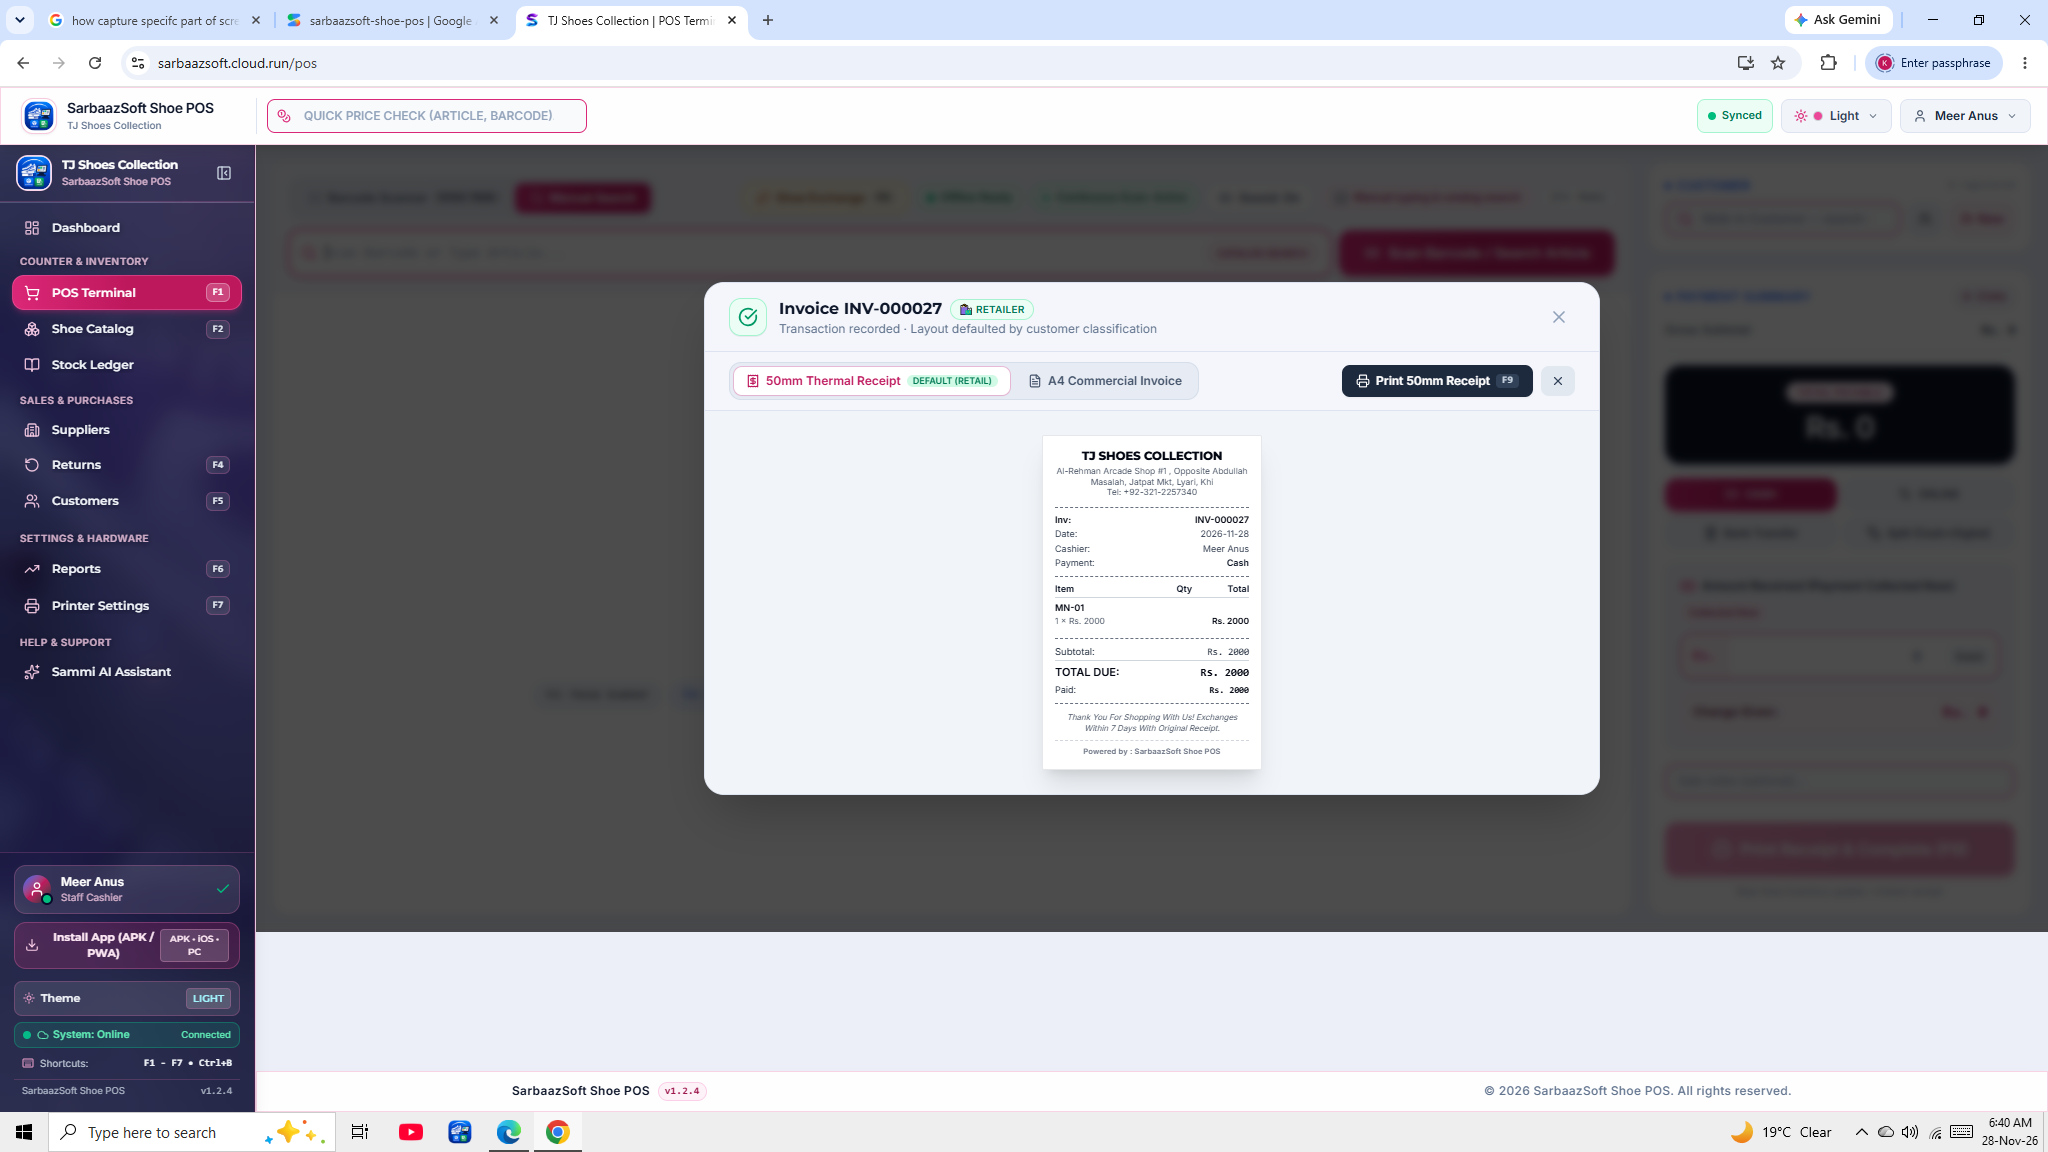 how capture specifc part of scre
sarbaazsoft-shoe-pos | Google
TJ Shoes Collection | POS Termi
Ask Gemini
sarbaazsoft.cloud.run/pos
K
Enter passphrase
SarbaazSoft Shoe POS
TJ Shoes Collection
QUICK PRICE CHECK (ARTICLE, BARCODE)
Synced
Light
Meer Anus
TJ Shoes Collection
SarbaazSoft Shoe POS
Dashboard
COUNTER & INVENTORY
POS Terminal F1
Shoe Catalog F2
Stock Ledger
SALES & PURCHASES
Suppliers
Returns F4
Customers F5
SETTINGS & HARDWARE
Reports F6
Printer Settings F7
HELP & SUPPORT
Sammi AI Assistant
Meer Anus
Staff Cashier
Install App (APK / PWA)
APK • iOS • PC
Theme LIGHT
System: Online Connected
Shortcuts: F1 - F7 • Ctrl+B
SarbaazSoft Shoe POS v1.2.4
Invoice INV-000027 RETAILER
Transaction recorded · Layout defaulted by customer classification
50mm Thermal Receipt DEFAULT (RETAIL)
A4 Commercial Invoice
Print 50mm Receipt F9
TJ SHOES COLLECTION
Al-Rehman Arcade Shop #1 , Opposite Abdullah
Masalah, Jatpat Mkt, Lyari, Khi
Tel: +92-321-2257340
Inv: INV-000027
Date: 2026-11-28
Cashier: Meer Anus
Payment: Cash
Item Qty Total
MN-01
1 × Rs. 2000 Rs. 2000
Subtotal: Rs. 2000
TOTAL DUE: Rs. 2000
Paid: Rs. 2000
Thank You For Shopping With Us! Exchanges
Within 7 Days With Original Receipt.
Powered by : SarbaazSoft Shoe POS
Rs. 0
SarbaazSoft Shoe POS v1.2.4
© 2026 SarbaazSoft Shoe POS. All rights reserved.
Type here to search
19°C Clear
6:40 AM
28-Nov-26